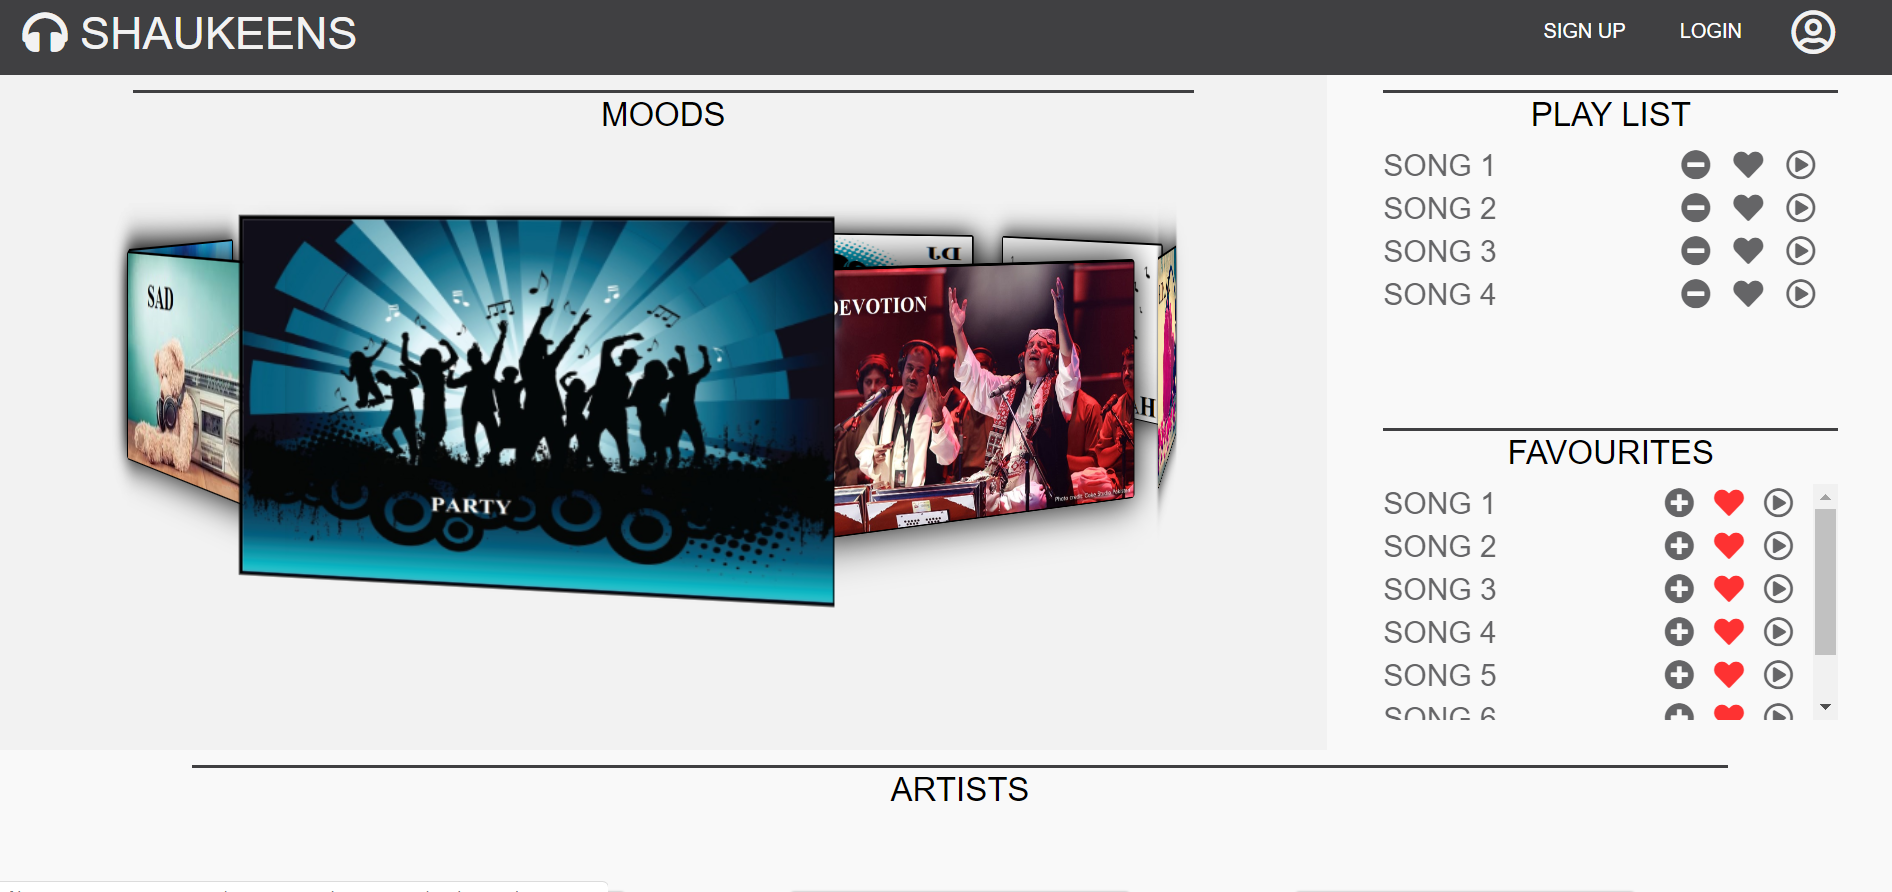 SHAUKEENS
SIGN UP
LOGIN
MOODS
SAD
PARTY
DJ
DEVOTION
PLAY LIST
SONG 1
SONG 2
SONG 3
SONG 4
FAVOURITES
SONG 1
SONG 2
SONG 3
SONG 4
SONG 5
SONG 6
ARTISTS